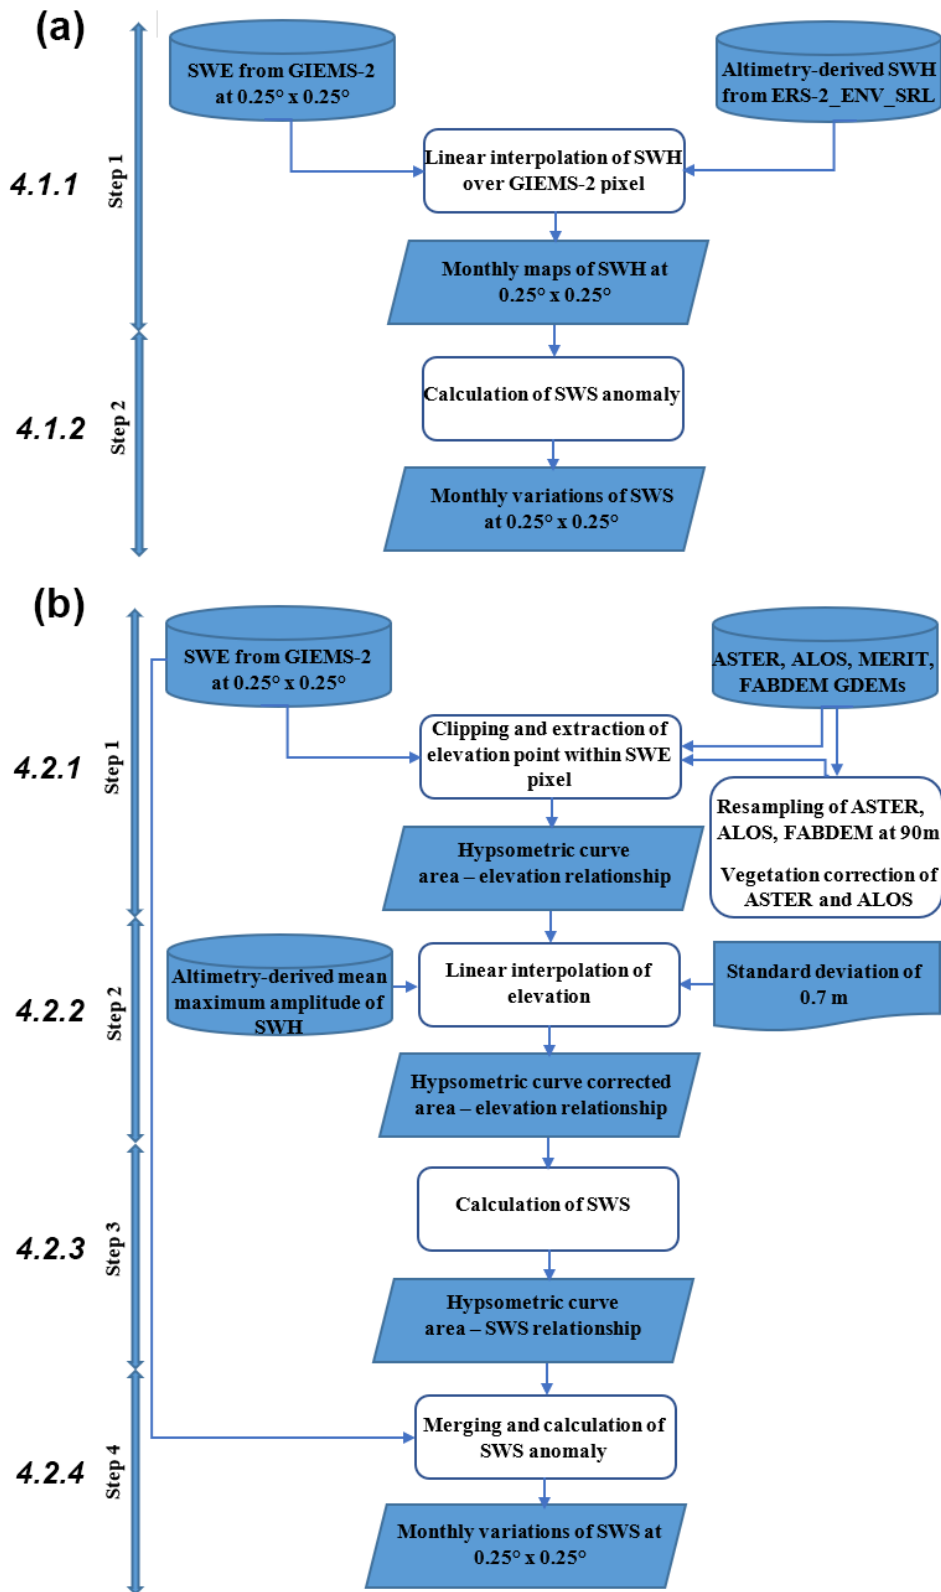 (a)
SWE from GIEMS-2
at 0.25° x 0.25°
Altimetry-derived SWH
from ERS-2_ENV_SRL
4.1.1
Step 1
Linear interpolation of SWH
over GIEMS-2 pixel
Monthly maps of SWH at
0.25° x 0.25°
4.1.2
Step 2
Calculation of SWS anomaly
Monthly variations of SWS
at 0.25° x 0.25°
(b)
SWE from GIEMS-2
at 0.25° x 0.25°
ASTER, ALOS, MERIT,
FABDEM GDEMs
4.2.1
Step 1
Clipping and extraction of
elevation point within SWE
pixel
Resampling of ASTER,
ALOS, FABDEM at 90m
Vegetation correction of
ASTER and ALOS
Hypsometric curve
area – elevation relationship
4.2.2
Step 2
Altimetry-derived mean
maximum amplitude of
SWH
Linear interpolation of
elevation
Standard deviation of
0.7 m
Hypsometric curve corrected
area – elevation relationship
4.2.3
Step 3
Calculation of SWS
Hypsometric curve
area – SWS relationship
4.2.4
Step 4
Merging and calculation of
SWS anomaly
Monthly variations of SWS at
0.25° x 0.25°